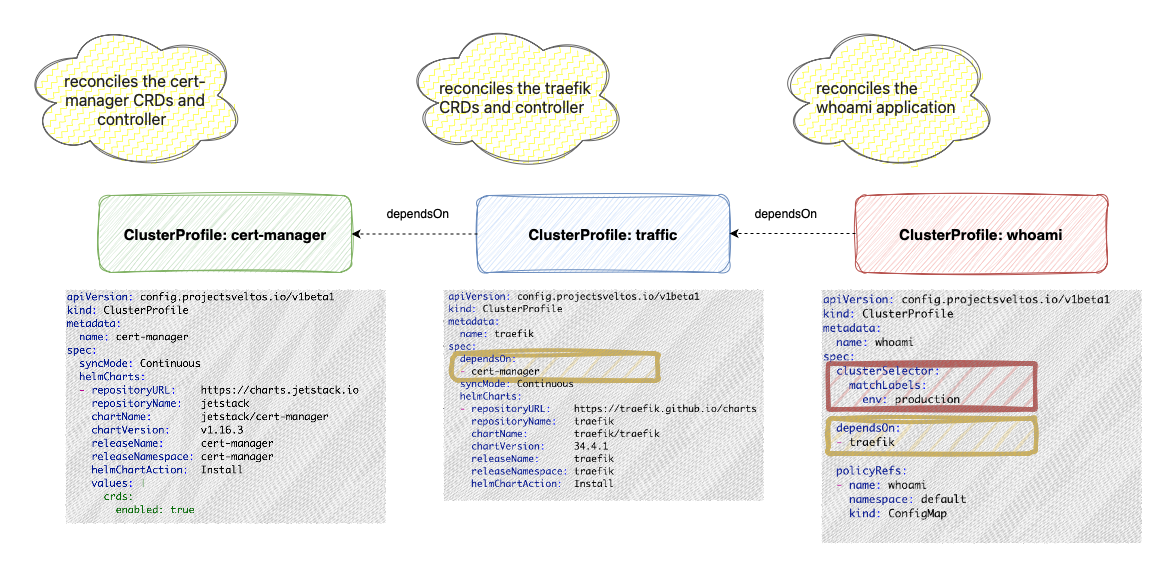 reconciles the cert-
manager CRDs and
controller
reconciles the traefik
CRDs and controller
reconciles the
whoami application
ClusterProfile: cert-manager
dependsOn
ClusterProfile: traffic
dependsOn
ClusterProfile: whoami
apiVersion: config.projectsveltos.io/v1beta1
kind: ClusterProfile
metadata:
  name: cert-manager
spec:
  syncMode: Continuous
  helmCharts:
  - repositoryURL:    https://charts.jetstack.io
    repositoryName:   jetstack
    chartName:        jetstack/cert-manager
    chartVersion:     v1.16.3
    releaseName:      cert-manager
    releaseNamespace: cert-manager
    helmChartAction:  Install
    values: |
      crds:
        enabled: true
apiVersion: config.projectsveltos.io/v1beta1
kind: ClusterProfile
metadata:
  name: traefik
spec:
  dependsOn:
  - cert-manager
  syncMode: Continuous
  helmCharts:
  - repositoryURL:    https://traefik.github.io/charts
    repositoryName:   traefik
    chartName:        traefik/traefik
    chartVersion:     34.4.1
    releaseName:      traefik
    releaseNamespace: traefik
    helmChartAction:  Install
apiVersion: config.projectsveltos.io/v1beta1
kind: ClusterProfile
metadata:
  name: whoami
spec:
  clusterSelector:
    matchLabels:
      env: production
  dependsOn:
  - traefik
  policyRefs:
  - name: whoami
    namespace: default
    kind: ConfigMap